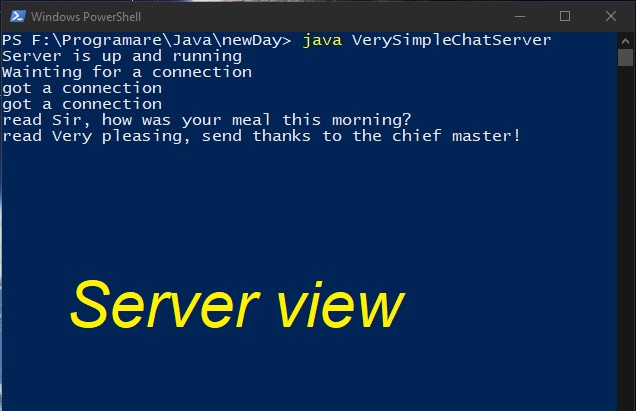 Windows PowerShell
PS F:\Programare\Java\newDay> java VerySimpleChatServer
Server is up and running
Wainting for a connection
got a connection
got a connection
read Sir, how was your meal this morning?
read Very pleasing, send thanks to the chief master!
Server view